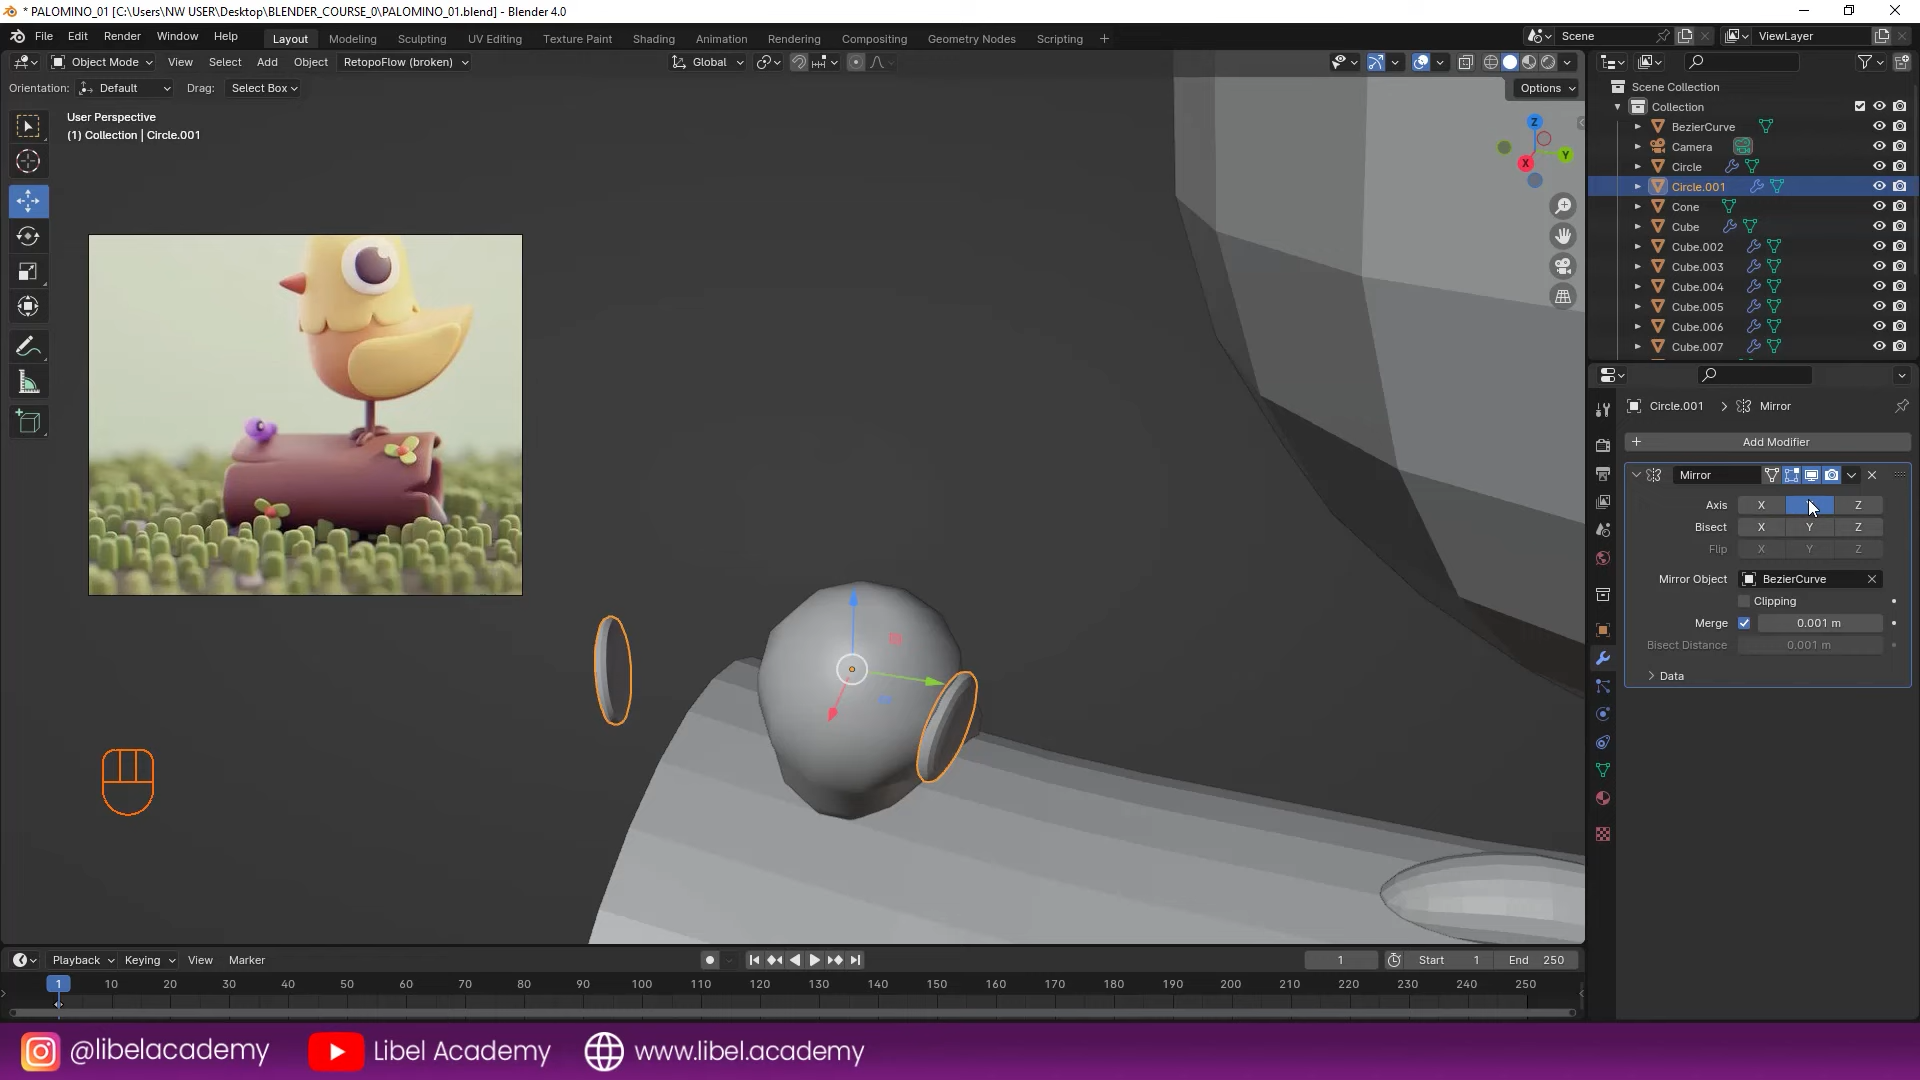 * PALOMINO_01 [C:\Users\NW USER\Desktop\BLENDER_COURSE_0\PALOMINO_01.blend] - Blender 4.0
File Edit Render Window Help Layout Modeling Sculpting UV Editing Texture Paint Shading Animation Rendering Compositing Geometry Nodes Scripting + Scene ViewLayer
Object Mode View Select Add Object RetopoFlow (broken) Global
Orientation: Default Drag: Select Box Options
User Perspective
(1) Collection | Circle.001
Z
Y
X
Scene Collection
Collection
BezierCurve
Camera
Circle
Circle.001
Cone
Cube
Cube.002
Cube.003
Cube.004
Cube.005
Cube.006
Cube.007
Circle.001 > Mirror
+ Add Modifier
Mirror
Axis X Z
Bisect X Y Z
Flip X Y Z
Mirror Object BezierCurve
Clipping
Merge 0.001 m
Bisect Distance 0.001 m
Data
Playback Keying View Marker 1 Start 1 End 250
1 10 20 30 40 50 60 70 80 90 100 110 120 130 140 150 160 170 180 190 200 210 220 230 240 250
@libelacademy Libel Academy www.libel.academy